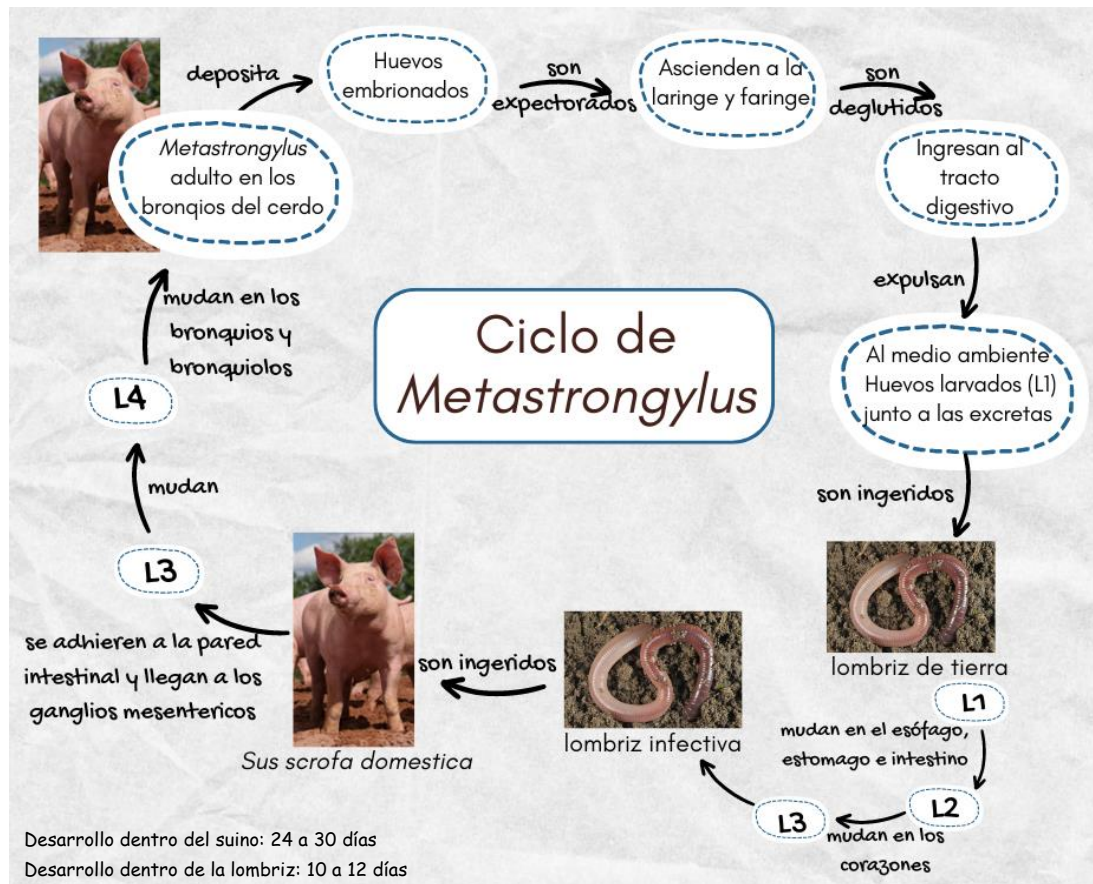 Metastrongylus
adulto en los
bronqios del cerdo
deposita
Huevos
embrionados
son
expectorados
Ascienden a la
laringe y faringe
son
deglutidos
Ingresan al
tracto
digestivo
expulsan
Al medio ambiente
Huevos larvados (L1)
junto a las excretas
son ingeridos
lombriz de tierra
L1
mudan en el esófago,
estomago e intestino
L2
mudan en los
corazones
L3
lombriz infectiva
son ingeridos
Sus scrofa domestica
se adhieren a la pared
intestinal y llegan a los
ganglios mesentericos
L3
mudan
L4
mudan en los
bronquios y
bronquiolos
Ciclo de
Metastrongylus
Desarrollo dentro del suino: 24 a 30 días
Desarrollo dentro de la lombriz: 10 a 12 días